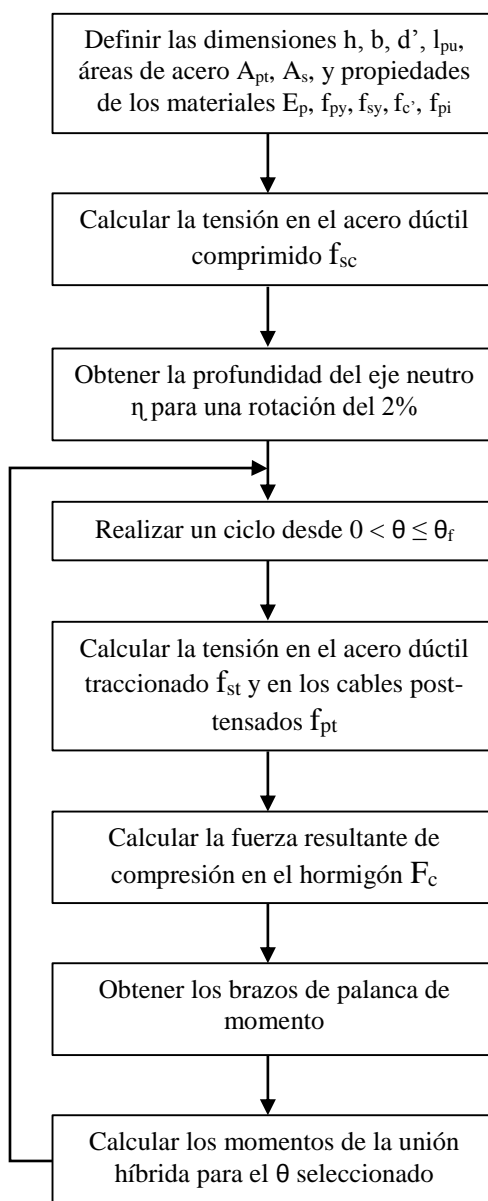 Definir las dimensiones h, b, d’, lpu,
áreas de acero Apt, As, y propiedades
de los materiales Ep, fpy, fsy, fc’, fpi
Calcular la tensión en el acero dúctil
comprimido fsc
Obtener la profundidad del eje neutro
η para una rotación del 2%
Realizar un ciclo desde 0 < θ ≤ θf
Calcular la tensión en el acero dúctil
traccionado fst y en los cables post-
tensados fpt
Calcular la fuerza resultante de
compresión en el hormigón Fc
Obtener los brazos de palanca de
momento
Calcular los momentos de la unión
híbrida para el θ seleccionado